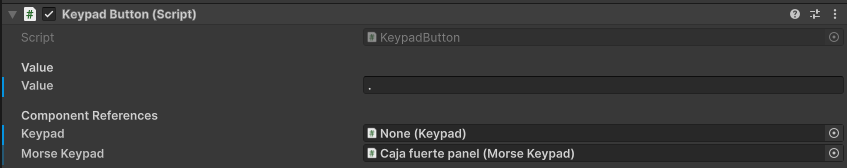 Keypad Button (Script)
Script KeypadButton
Value
Value .
Component References
Keypad None (Keypad)
Morse Keypad Caja fuerte panel (Morse Keypad)